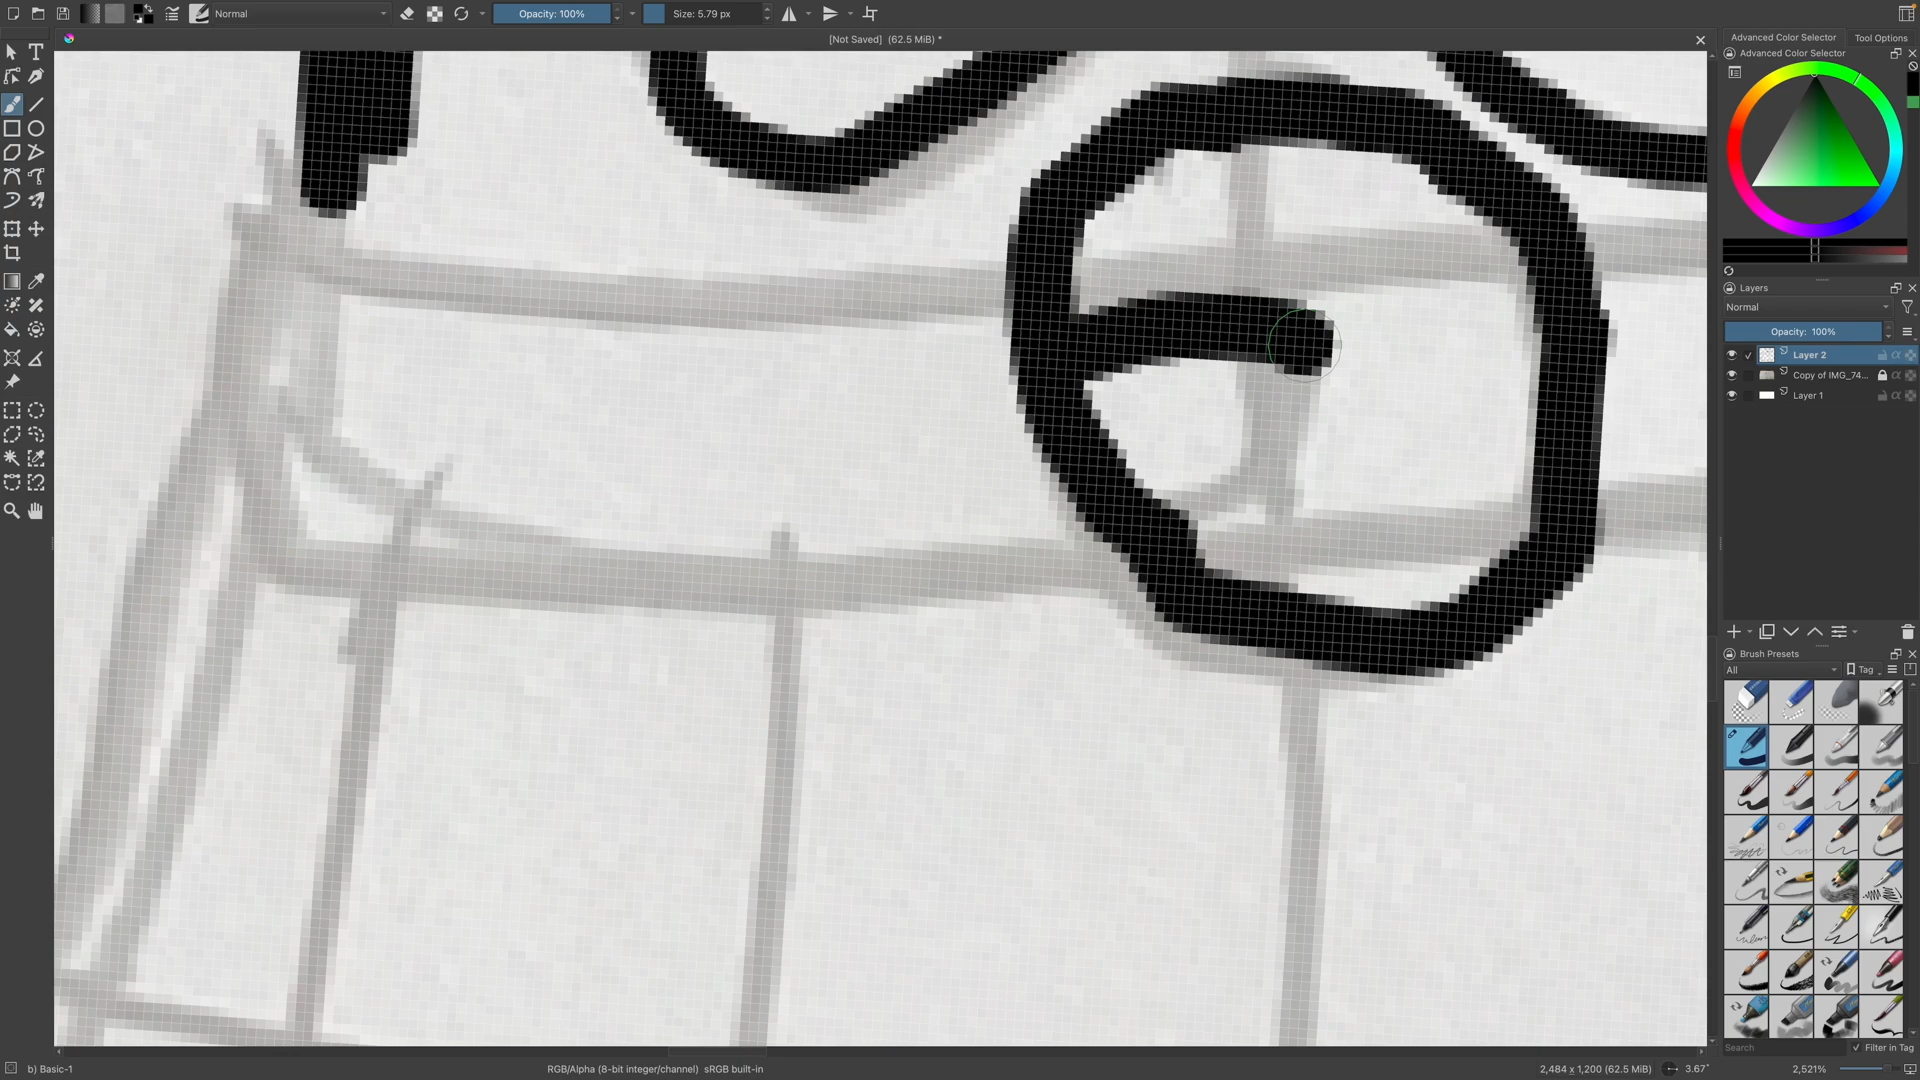 Normal
Opacity: 100%
Size: 5.79 px
[Not Saved] (62.5 MiB) *
Advanced Color Selector
Tool Options
Advanced Color Selector
Layers
Normal
Opacity: 100%
Layer 2
Copy of IMG_74...
Layer 1
Brush Presets
All
Tag
Search
Filter in Tag
b) Basic-1
RGB/Alpha (8-bit integer/channel) sRGB built-in
2,484 x 1,200 (62.5 MiB)
3.67°
2,521%